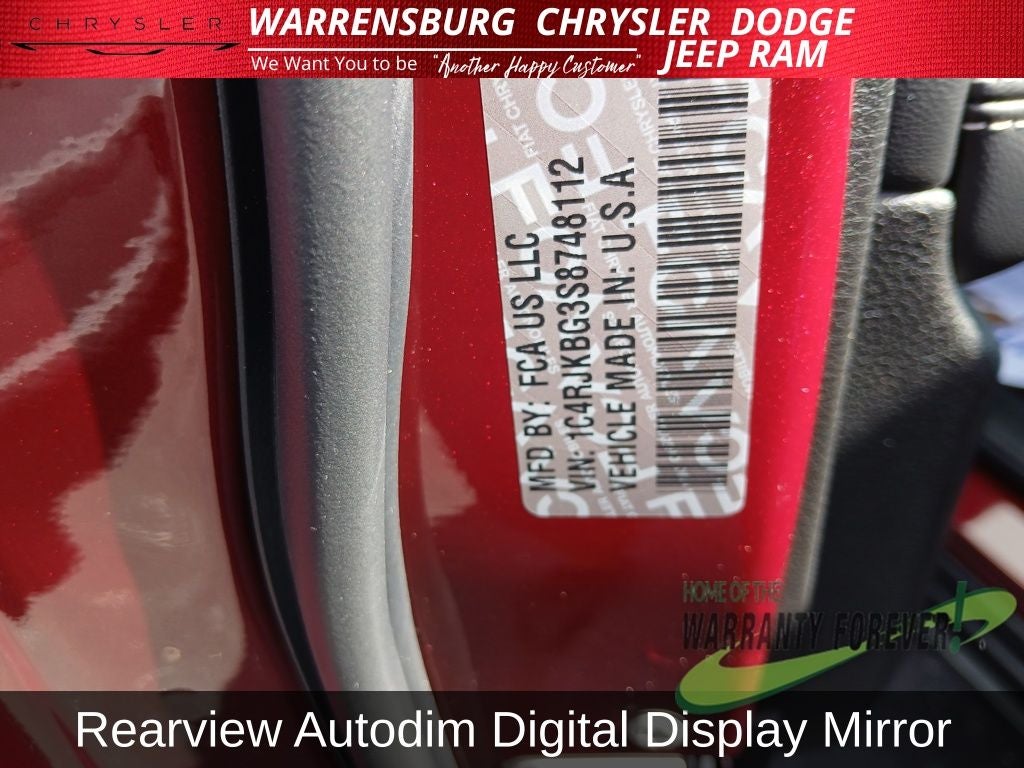 CHRYSLER
WARRENSBURG CHRYSLER DODGE
JEEP RAM
We Want You to be "Another Happy Customer"
MFD BY: FCA US LLC
VIN: 1C4RJKBG3S8748112
VEHICLE MADE IN: U.S.A.
HOME OF THE
WARRANTY FOREVER!
Rearview Autodim Digital Display Mirror